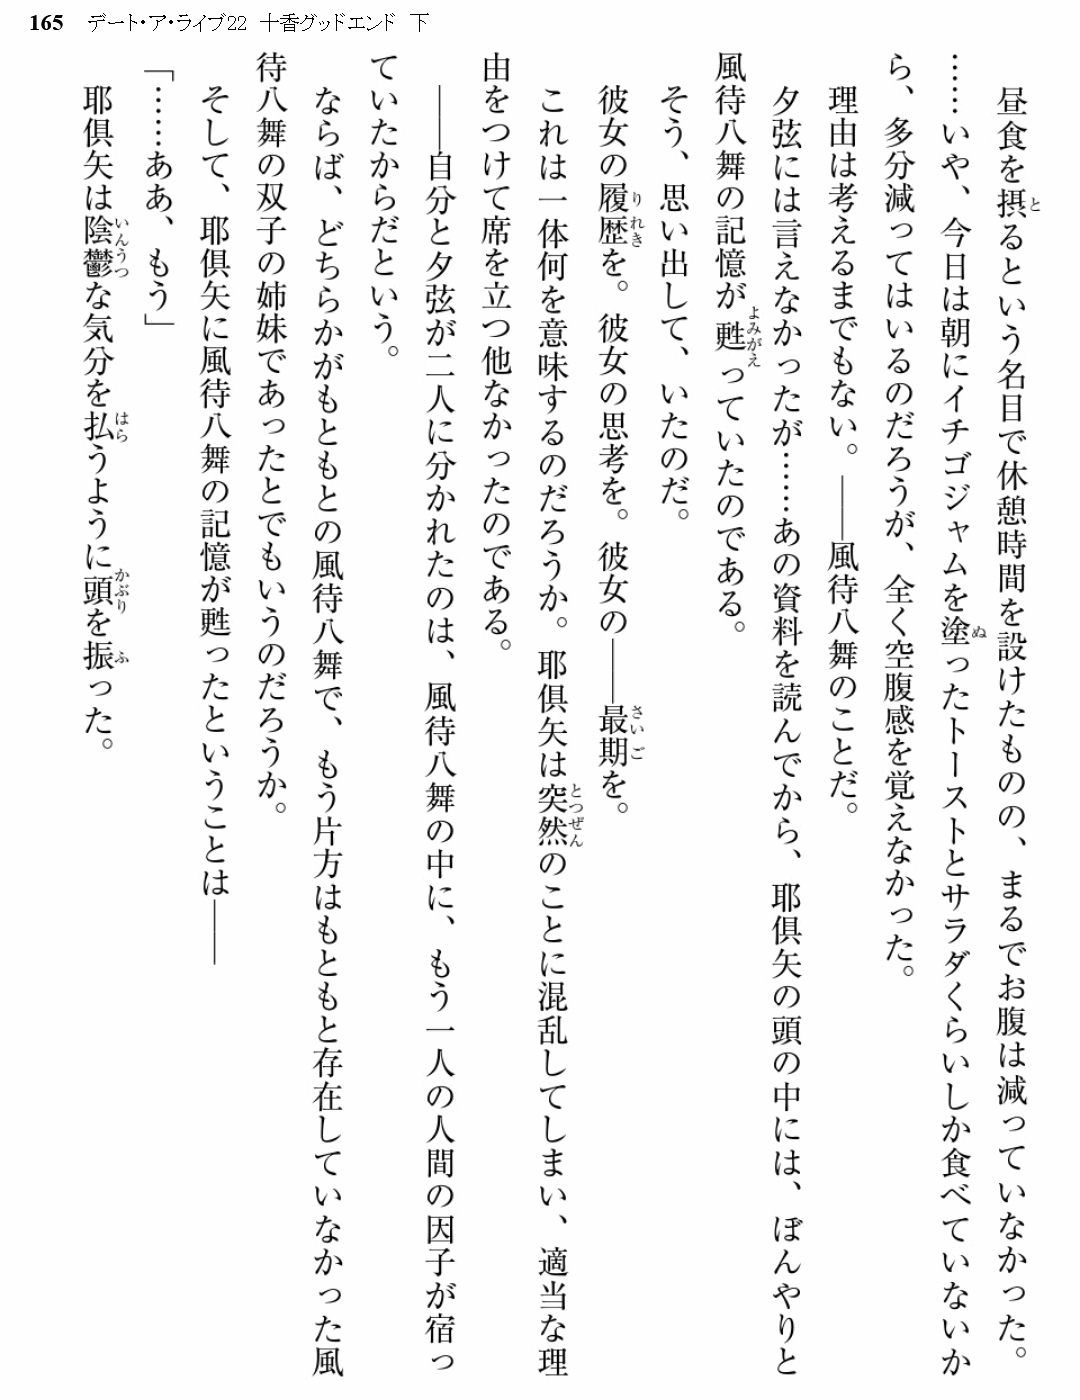 165 デート・ア・ライブ22 十香グッドエンド 下
昼食を摂るという名目で休憩時間を設けたものの、まるでお腹は減っていなかった。
……いや、今日は朝にイチゴジャムを塗ったトーストとサラダくらいしか食べていないか
ら、多分減ってはいるのだろうが、全く空腹感を覚えなかった。
理由は考えるまでもない。――風待八舞のことだ。
夕弦には言えなかったが……あの資料を読んでから、耶倶矢の頭の中には、ぼんやりと
風待八舞の記憶が甦っていたのである。
そう、思い出して、いたのだ。
彼女の履歴を。彼女の思考を。彼女の――最期を。
これは一体何を意味するのだろうか。耶倶矢は突然のことに混乱してしまい、適当な理
由をつけて席を立つ他なかったのである。
――自分と夕弦が二人に分かれたのは、風待八舞の中に、もう一人の人間の因子が宿っ
ていたからだという。
ならば、どちらかがもともとの風待八舞で、もう片方はもともと存在していなかった風
待八舞の双子の姉妹であったとでもいうのだろうか。
そして、耶倶矢に風待八舞の記憶が甦ったということは――
「……ああ、もう」
耶倶矢は陰鬱な気分を払うように頭を振った。